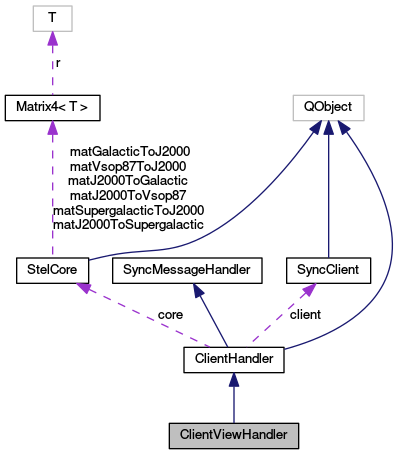 T
r
Matrix4< T >
QObject
matGalacticToJ2000
matVsop87ToJ2000
matJ2000ToGalactic
matJ2000ToVsop87
matSupergalacticToJ2000
matJ2000ToSupergalactic
StelCore
SyncMessageHandler
SyncClient
core
client
ClientHandler
ClientViewHandler